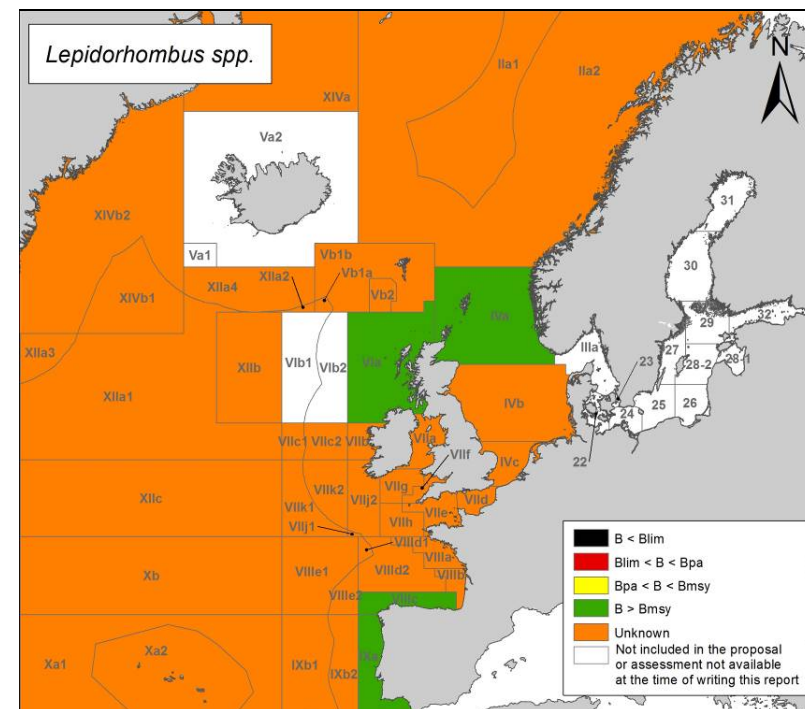 Lepidorhombus spp.
N
IIa1
IIa2
XIVa
Va2
XIVb2
Va1
Vb1b
Vb1a
XIIa2
XIIa4
Vb2
XIVb1
XIIa3
XIIa1
XIIb
VIb1
VIb2
VIa
IVa
IIIa
IVb
IVc
31
30
29
32
27
28-2
28-1
23
24
25
26
22
VIIc1
VIIc2
VIIb
VIIa
VIIf
VIIg
VIId
VIIe
VIIh
VIIk2
VIIj2
VIIk1
VIIj1
XIIc
VIIId1
VIIIa
VIIIb
VIIId2
VIIIe1
VIIIe2
VIIIc
Xb
Xa1
Xa2
IXb1
IXb2
IXa
B < Blim
Blim < B < Bpa
Bpa < B < Bmsy
B > Bmsy
Unknown
Not included in the proposal
or assessment not available
at the time of writing this report